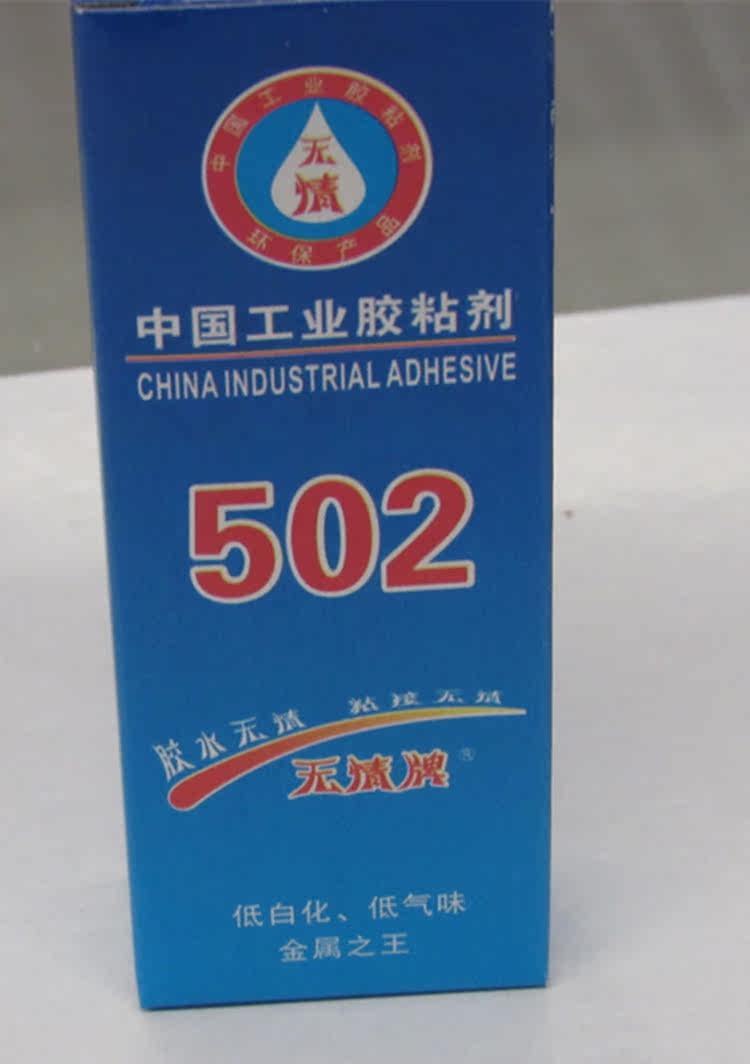 中国工业胶粘剂
无情
环保产品
中国工业胶粘剂
CHINA INDUSTRIAL ADHESIVE
502
胶水无情 粘接无情
无情牌®
低白化、低气味
金属之王